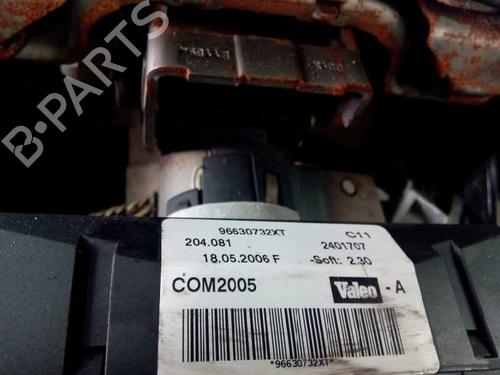 B-PARTS
96630732XT C11
204.081 2401707
18.05.2006 F -Soft: 2.30
COM2005 Valeo -A
*96630732XT*